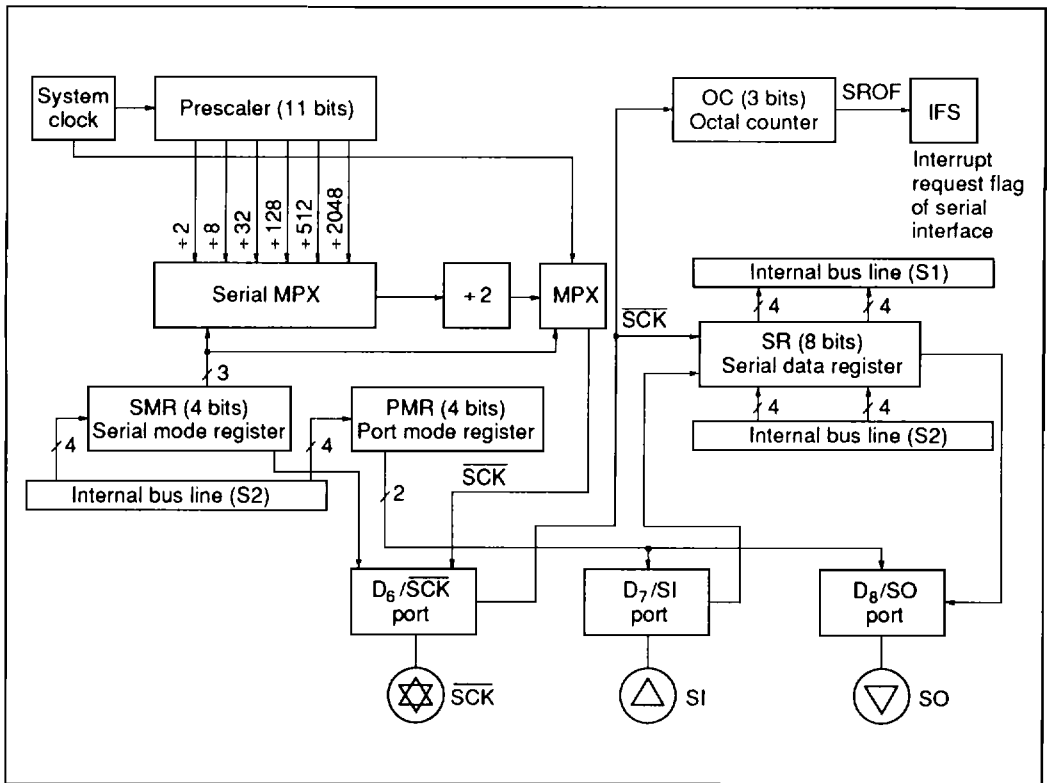 System
clock
Prescaler (11 bits)
OC (3 bits)
Octal counter
SROF
IFS
Interrupt
request flag
of serial
interface
÷2
÷8
÷32
÷128
÷512
÷2048
Serial MPX
÷2
MPX
Internal bus line (S1)
4
4
S̅C̅K̅
SR (8 bits)
Serial data register
4
4
Internal bus line (S2)
3
SMR (4 bits)
Serial mode register
PMR (4 bits)
Port mode register
4
4
Internal bus line (S2)
2
S̅C̅K̅
D₆/S̅C̅K̅
port
D₇/SI
port
D₈/SO
port
S̅C̅K̅
SI
SO